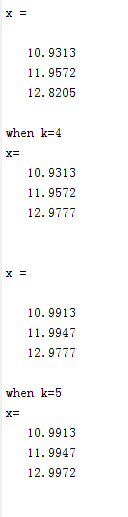 x =
10.9313
11.9572
12.8205
when k=4
x=
10.9313
11.9572
12.9777
x =
10.9913
11.9947
12.9777
when k=5
x=
10.9913
11.9947
12.9972